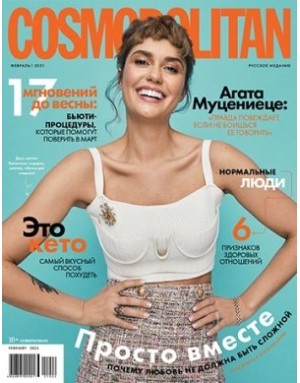 COSMOPOLITAN
ФЕВРАЛЬ 2021
РУССКОЕ ИЗДАНИЕ
17
мгновений
до весны:
БЬЮТИ-
ПРОЦЕДУРЫ,
КОТОРЫЕ ПОМОГУТ
ПОВЕРИТЬ В МАРТ
Агата
Муцениеце:
«ПРАВДА ПОБЕЖДАЕТ,
ЕСЛИ НЕ БОИШЬСЯ
ЕЕ ГОВОРИТЬ»
НОРМАЛЬНЫЕ
ЛЮДИ
Это
кето
САМЫЙ ВКУСНЫЙ
СПОСОБ
ПОХУДЕТЬ
6
ПРИЗНАКОВ
ЗДОРОВЫХ
ОТНОШЕНИЙ
Просто вместе
ПОЧЕМУ ЛЮБОВЬ НЕ ДОЛЖНА БЫТЬ СЛОЖНОЙ
18+